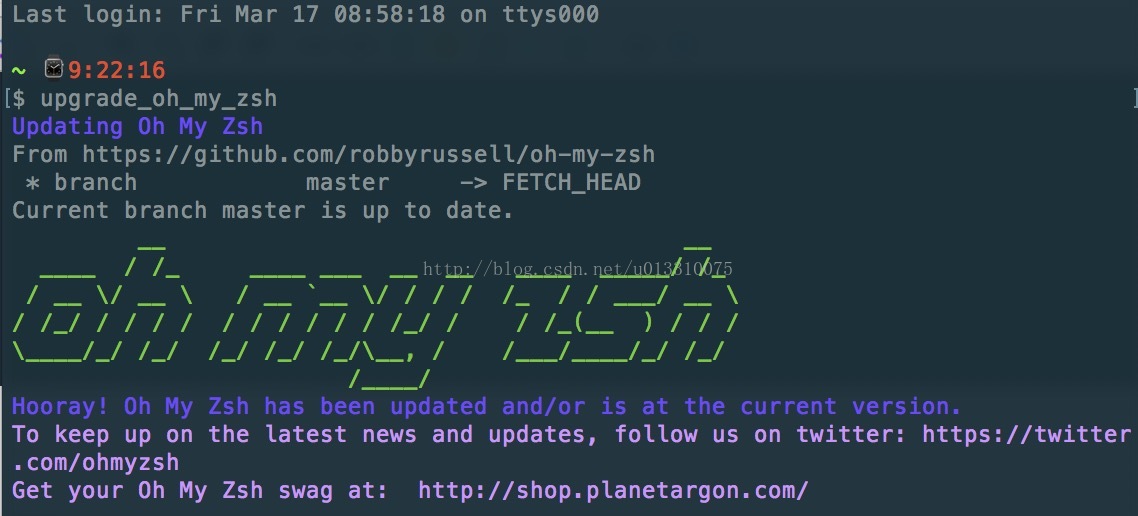 Last login: Fri Mar 17 08:58:18 on ttys000
~ ⌚9:22:16
[$ upgrade_oh_my_zsh ]
Updating Oh My Zsh
From https://github.com/robbyrussell/oh-my-zsh
 * branch            master     -> FETCH_HEAD
Current branch master is up to date.
http://blog.csdn.net/u013310075
oh my zsh
Hooray! Oh My Zsh has been updated and/or is at the current version.
To keep up on the latest news and updates, follow us on twitter: https://twitter
.com/ohmyzsh
Get your Oh My Zsh swag at:  http://shop.planetargon.com/